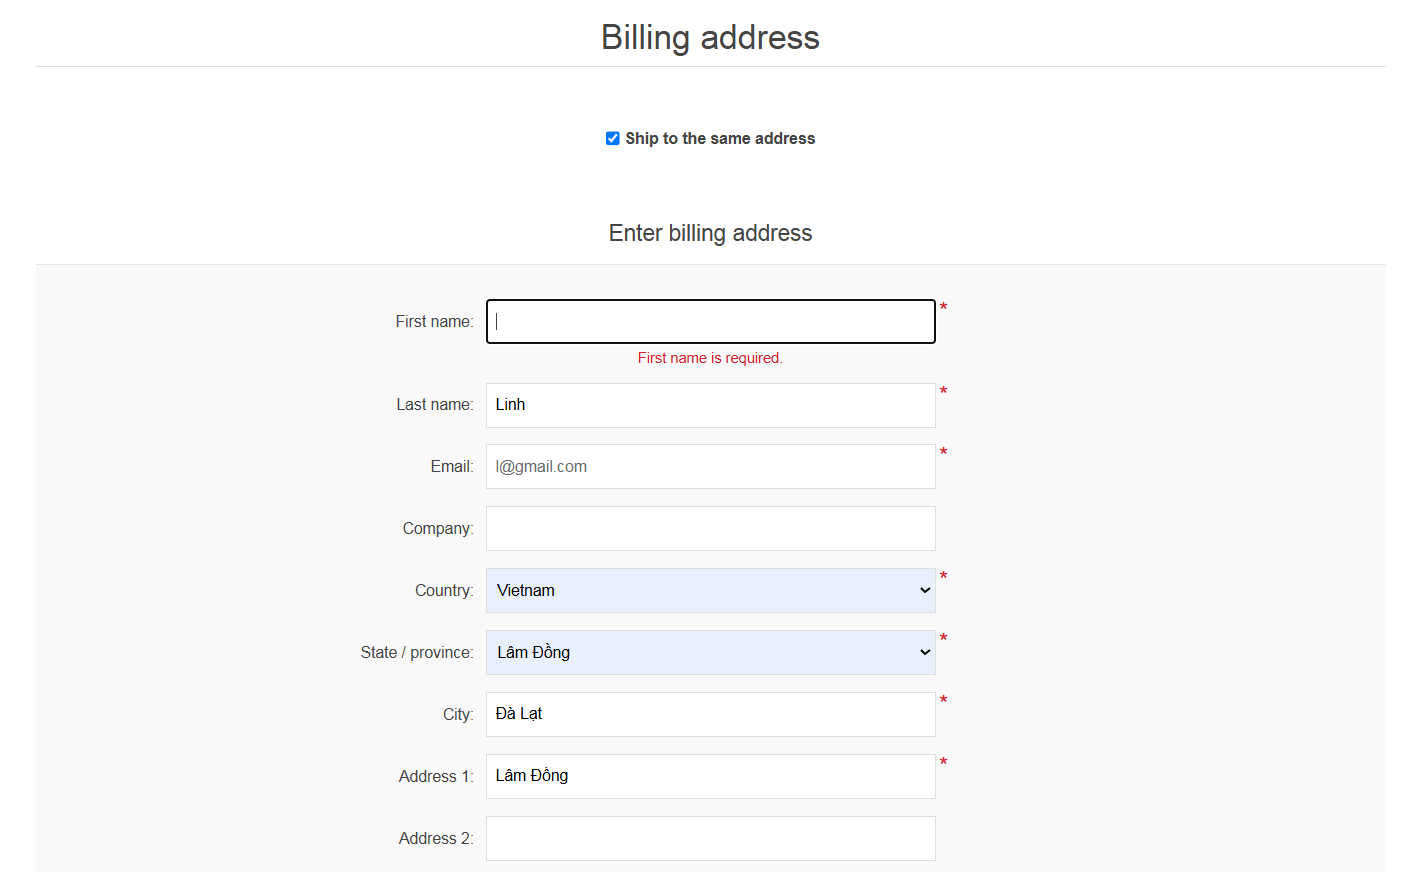 Billing address
Ship to the same address
Enter billing address
First name: *
First name is required.
Last name: Linh *
Email: l@gmail.com *
Company:
Country: Vietnam *
State / province: Lâm Đồng *
City: Đà Lạt *
Address 1: Lâm Đồng *
Address 2: